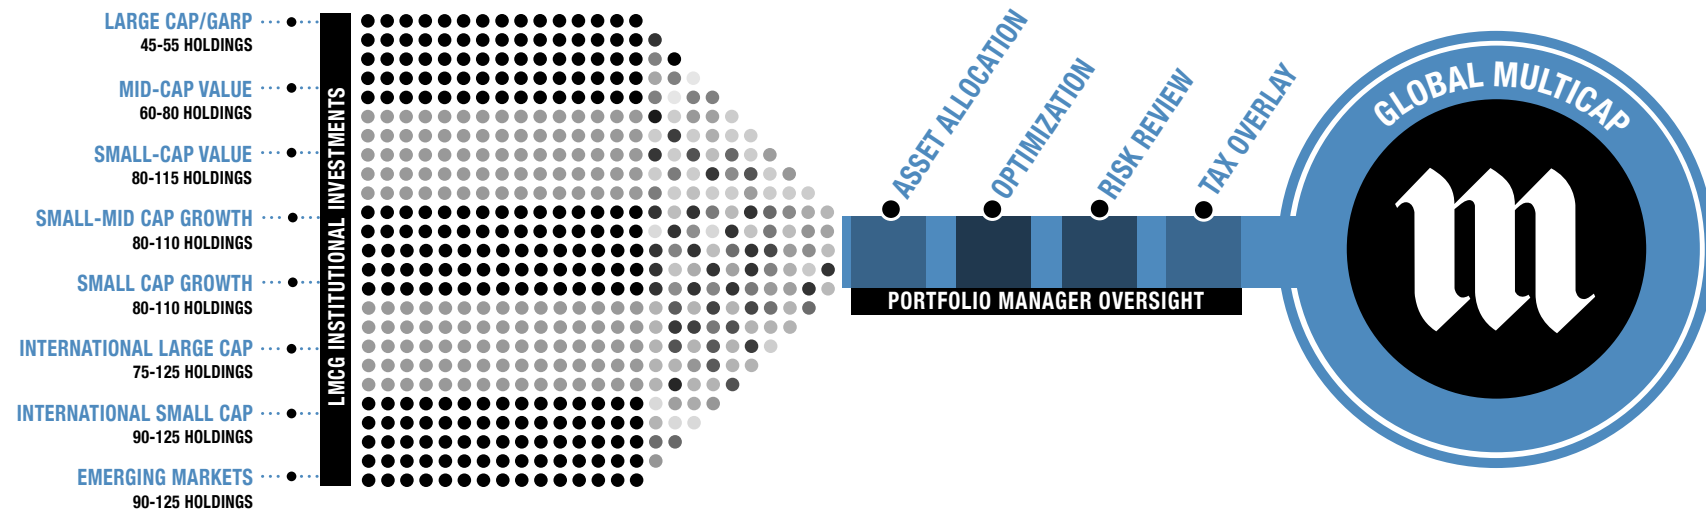 LARGE CAP/GARP
45-55 HOLDINGS
MID-CAP VALUE
60-80 HOLDINGS
SMALL-CAP VALUE
80-115 HOLDINGS
SMALL-MID CAP GROWTH
80-110 HOLDINGS
SMALL CAP GROWTH
80-110 HOLDINGS
INTERNATIONAL LARGE CAP
75-125 HOLDINGS
INTERNATIONAL SMALL CAP
90-125 HOLDINGS
EMERGING MARKETS
90-125 HOLDINGS
LMCG INSTITUTIONAL INVESTMENTS
ASSET ALLOCATION
OPTIMIZATION
RISK REVIEW
TAX OVERLAY
PORTFOLIO MANAGER OVERSIGHT
GLOBAL MULTICAP
m